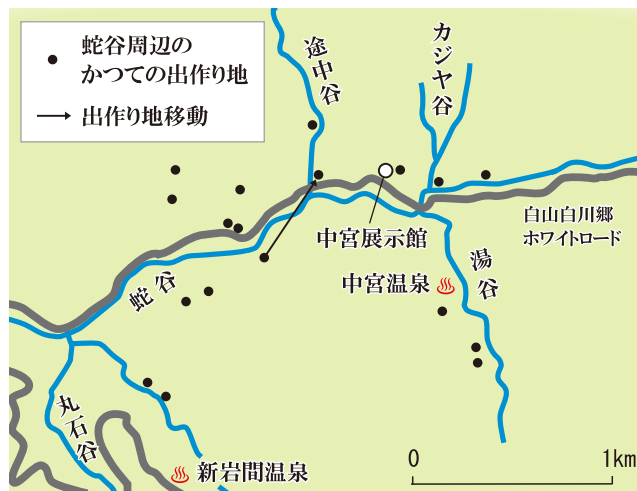 蛇谷周辺の
かつての出作り地
出作り地移動
途中谷
カジヤ谷
白山白川郷
ホワイトロード
中宮展示館
中宮温泉
湯谷
蛇谷
丸石谷
新岩間温泉
0
1km